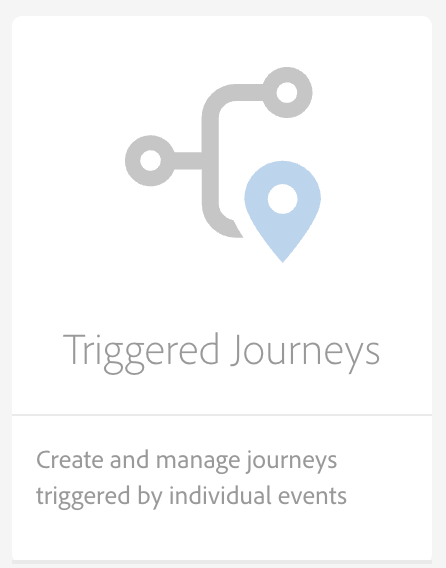 Triggered Journeys
Create and manage journeys
triggered by individual events